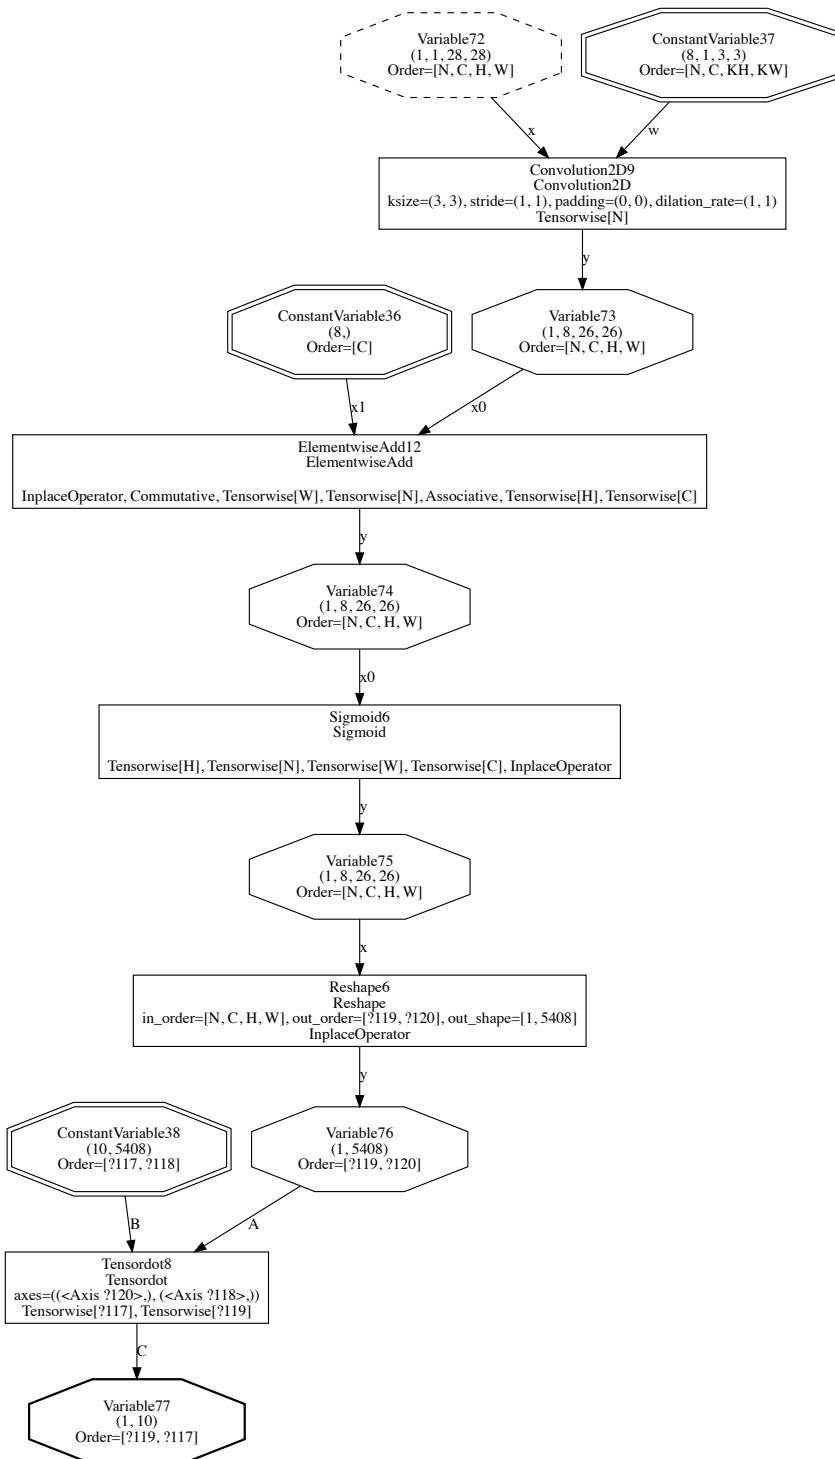 Variable72
(1, 1, 28, 28)
Order=[N, C, H, W]
ConstantVariable37
(8, 1, 3, 3)
Order=[N, C, KH, KW]
x
w
Convolution2D9
Convolution2D
ksize=(3, 3), stride=(1, 1), padding=(0, 0), dilation_rate=(1, 1)
Tensorwise[N]
y
ConstantVariable36
(8,)
Order=[C]
Variable73
(1, 8, 26, 26)
Order=[N, C, H, W]
x1
x0
ElementwiseAdd12
ElementwiseAdd
InplaceOperator, Commutative, Tensorwise[W], Tensorwise[N], Associative, Tensorwise[H], Tensorwise[C]
y
Variable74
(1, 8, 26, 26)
Order=[N, C, H, W]
x0
Sigmoid6
Sigmoid
Tensorwise[H], Tensorwise[N], Tensorwise[W], Tensorwise[C], InplaceOperator
y
Variable75
(1, 8, 26, 26)
Order=[N, C, H, W]
x
Reshape6
Reshape
in_order=[N, C, H, W], out_order=[?119, ?120], out_shape=[1, 5408]
InplaceOperator
y
ConstantVariable38
(10, 5408)
Order=[?117, ?118]
Variable76
(1, 5408)
Order=[?119, ?120]
B
A
Tensordot8
Tensordot
axes=((<Axis ?120>,), (<Axis ?118>,))
Tensorwise[?117], Tensorwise[?119]
C
Variable77
(1, 10)
Order=[?119, ?117]